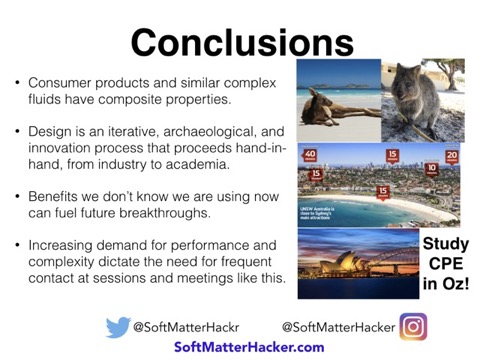 Conclusions
• Consumer products and similar complex
fluids have composite properties.
• Design is an iterative, archaeological, and
innovation process that proceeds hand-in-
hand, from industry to academia.
• Benefits we don't know we are using now
can fuel future breakthroughs.
• Increasing demand for performance and
complexity dictate the need for frequent
contact at sessions and meetings like this.
40
15
20
15
10
15
UNSW Australia is
close to Sydney's
main attractions
Study
CPE
in Oz!
@SoftMatterHackr
@SoftMatterHacker
SoftMatterHacker.com